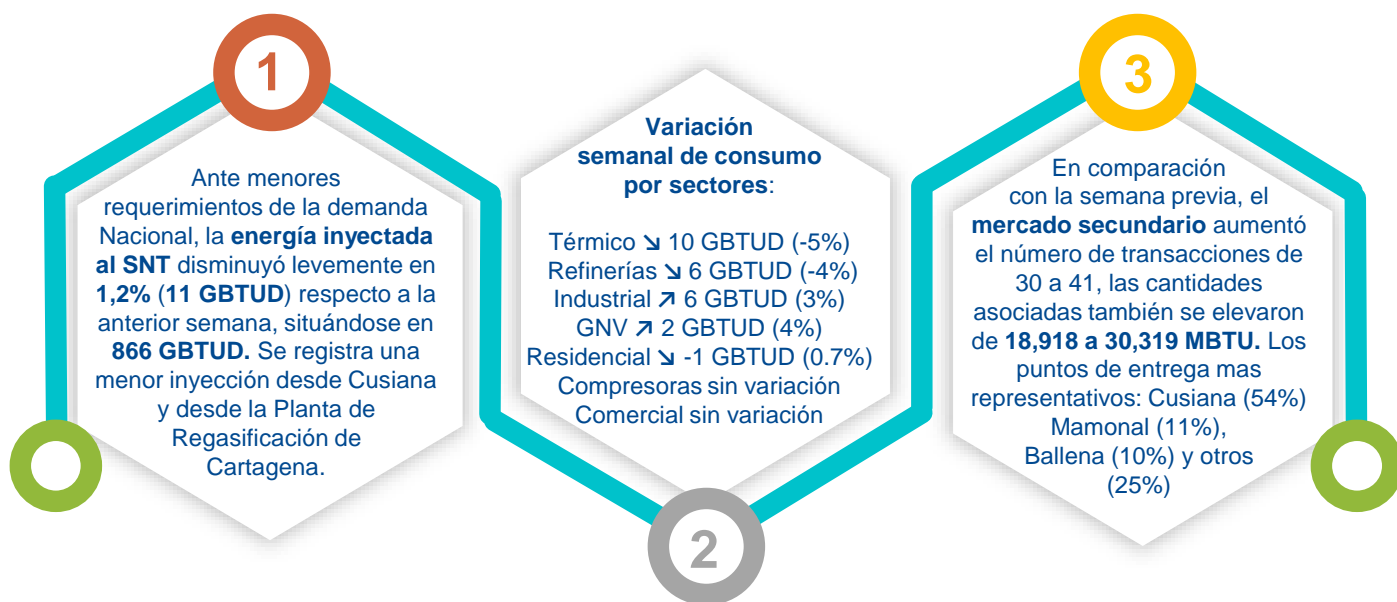 1
Ante menores
requerimientos de la demanda
Nacional, la energía inyectada
al SNT disminuyó levemente en
1,2% (11 GBTUD) respecto a la
anterior semana, situándose en
866 GBTUD. Se registra una
menor inyección desde Cusiana
y desde la Planta de
Regasificación de
Cartagena.
Variación
semanal de consumo
por sectores:
Térmico ↘ 10 GBTUD (-5%)
Refinerías ↘ 6 GBTUD (-4%)
Industrial ↗ 6 GBTUD (3%)
GNV ↗ 2 GBTUD (4%)
Residencial ↘ -1 GBTUD (0.7%)
Compresoras sin variación
Comercial sin variación
2
3
En comparación
con la semana previa, el
mercado secundario aumentó
el número de transacciones de
30 a 41, las cantidades
asociadas también se elevaron
de 18,918 a 30,319 MBTU. Los
puntos de entrega mas
representativos: Cusiana (54%)
Mamonal (11%),
Ballena (10%) y otros
(25%)